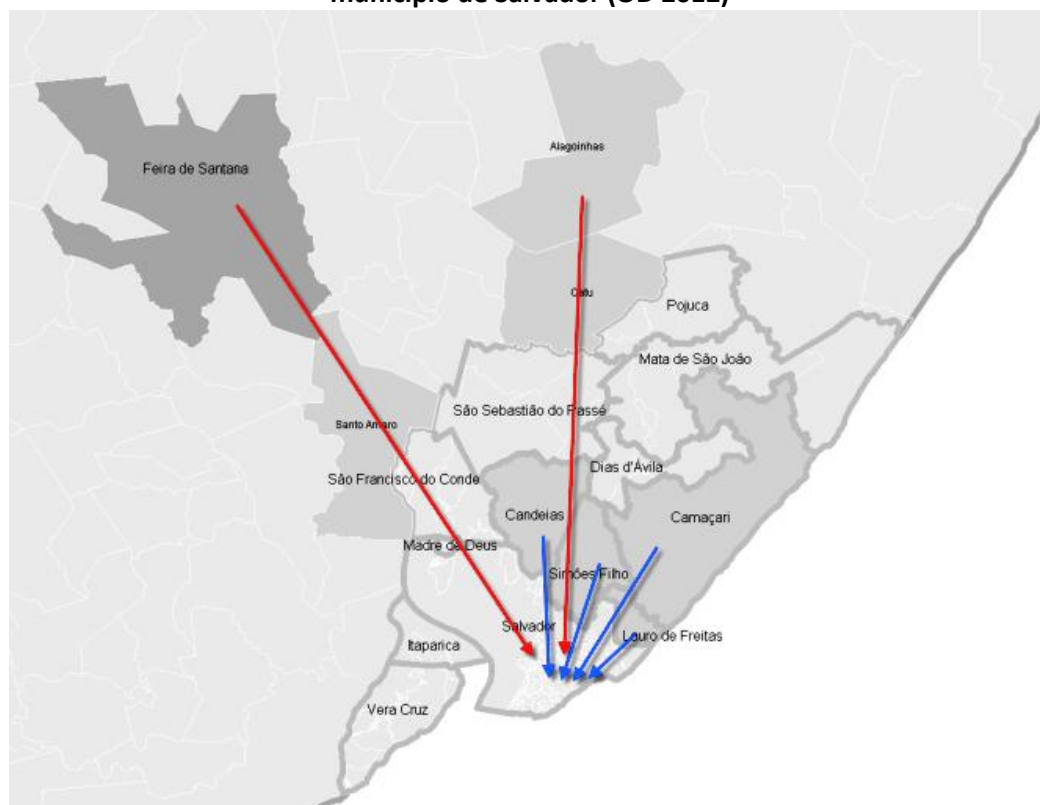 município de Salvador (OD 2012)
Alagoinhas
Feira de Santana
Catu
Pojuca
Mata de São João
São Sebastião do Passé
Santo Amaro
Dias d'Ávila
São Francisco do Conde
Candeias
Camaçari
Madre de Deus
Simões Filho
Salvador
Lauro de Freitas
Itaparica
Vera Cruz